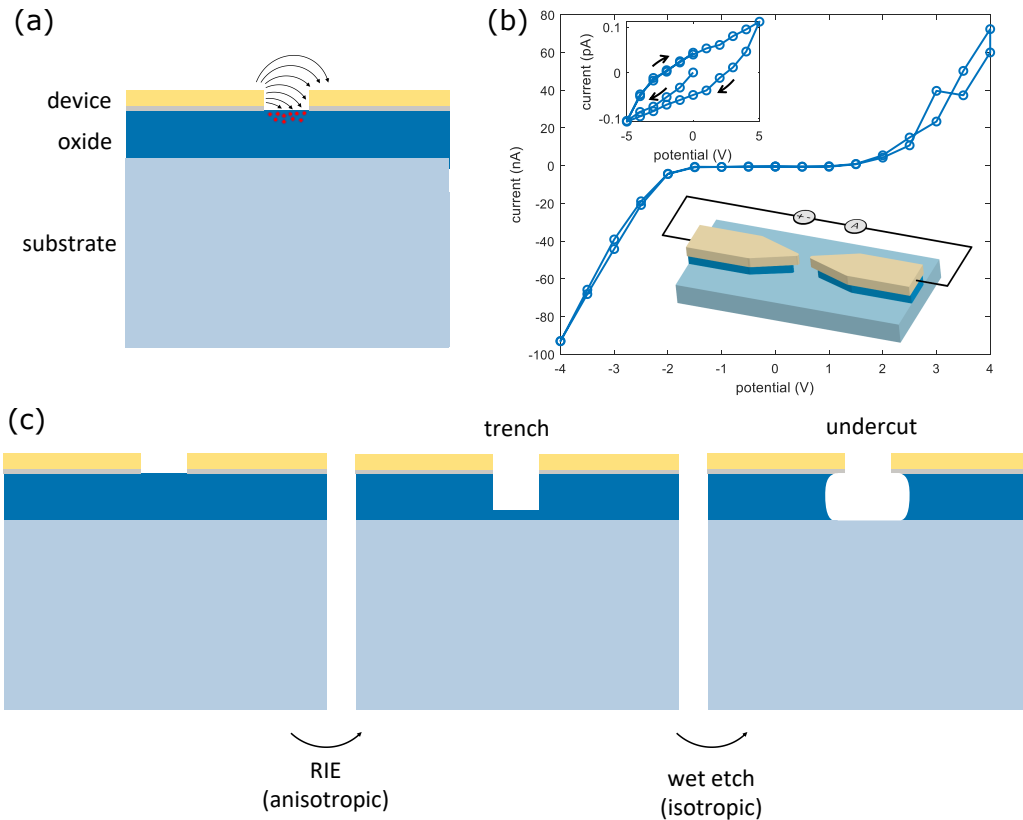 (a)
device
oxide
substrate
(b)
current (nA)
80
60
40
20
0
-20
-40
-60
-80
-100
-4
-3
-2
-1
0
1
2
3
4
potential (V)
current (pA)
0.1
0
-0.1
-5
0
5
potential (V)
+ -
A
(c)
trench
undercut
RIE
(anisotropic)
wet etch
(isotropic)